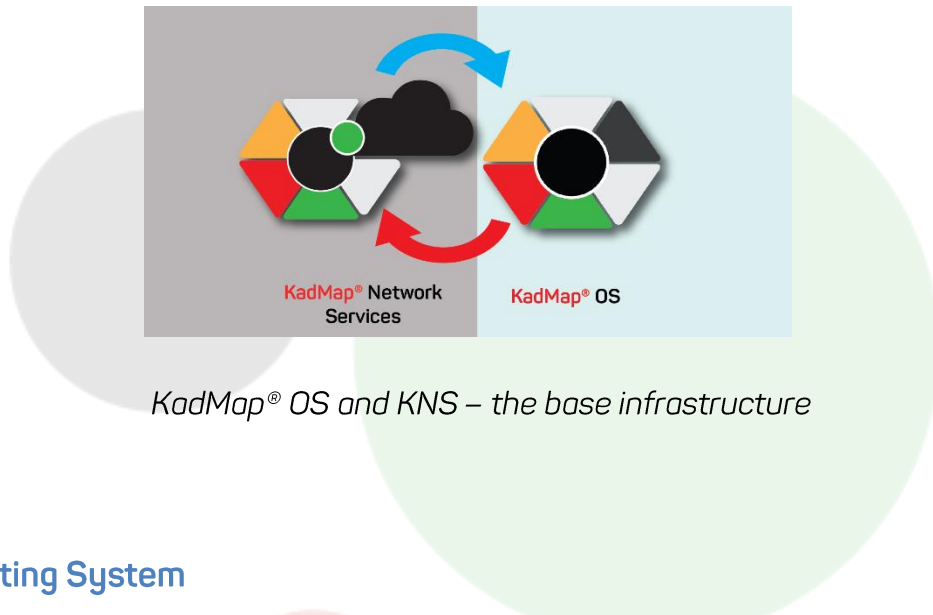 KadMap® Network
Services
KadMap® OS
KadMap® OS and KNS – the base infrastructure
ting System